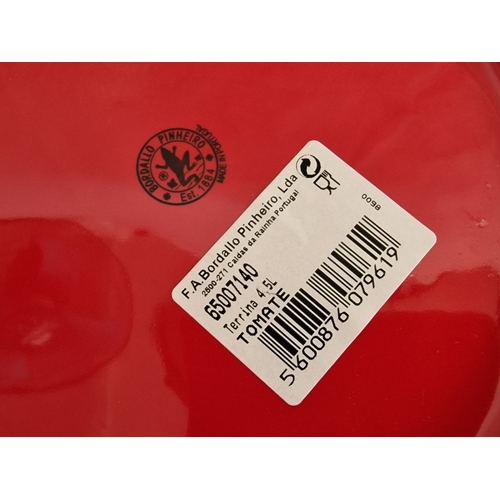 BORDALLO PINHEIRO
Est. 1884
MADE IN PORTUGAL
F.A.Bordallo Pinheiro, Lda
2500-271 Caldas da Rainha Portugal
65007140
Terrina 4,5L
TOMATE
5 600876 079619
0098